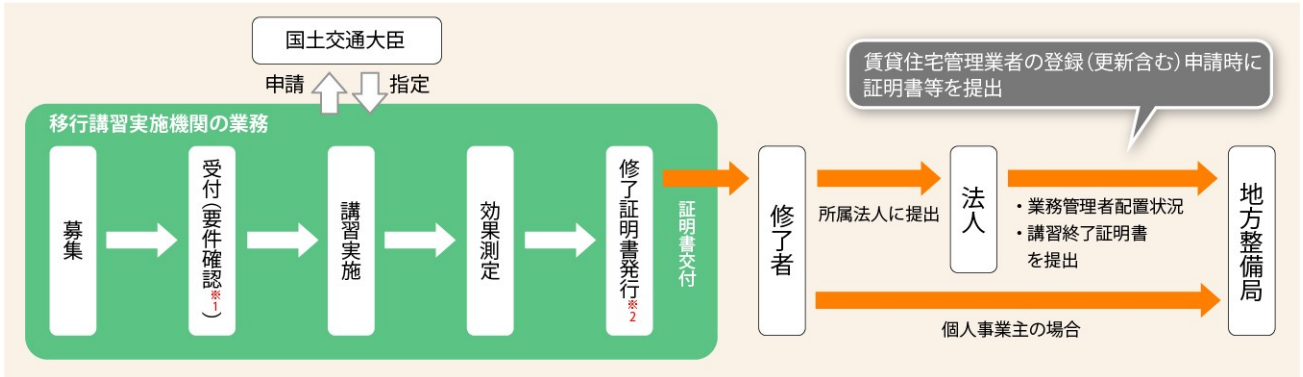 国土交通大臣
申請
指定
賃貸住宅管理業者の登録（更新含む）申請時に
証明書等を提出
移行講習実施機関の業務
募集
受付（要件確認※1）
講習実施
効果測定
修了証明書発行※2
証明書交付
修了者
所属法人に提出
法人
・業務管理者配置状況
・講習終了証明書
を提出
地方整備局
個人事業主の場合